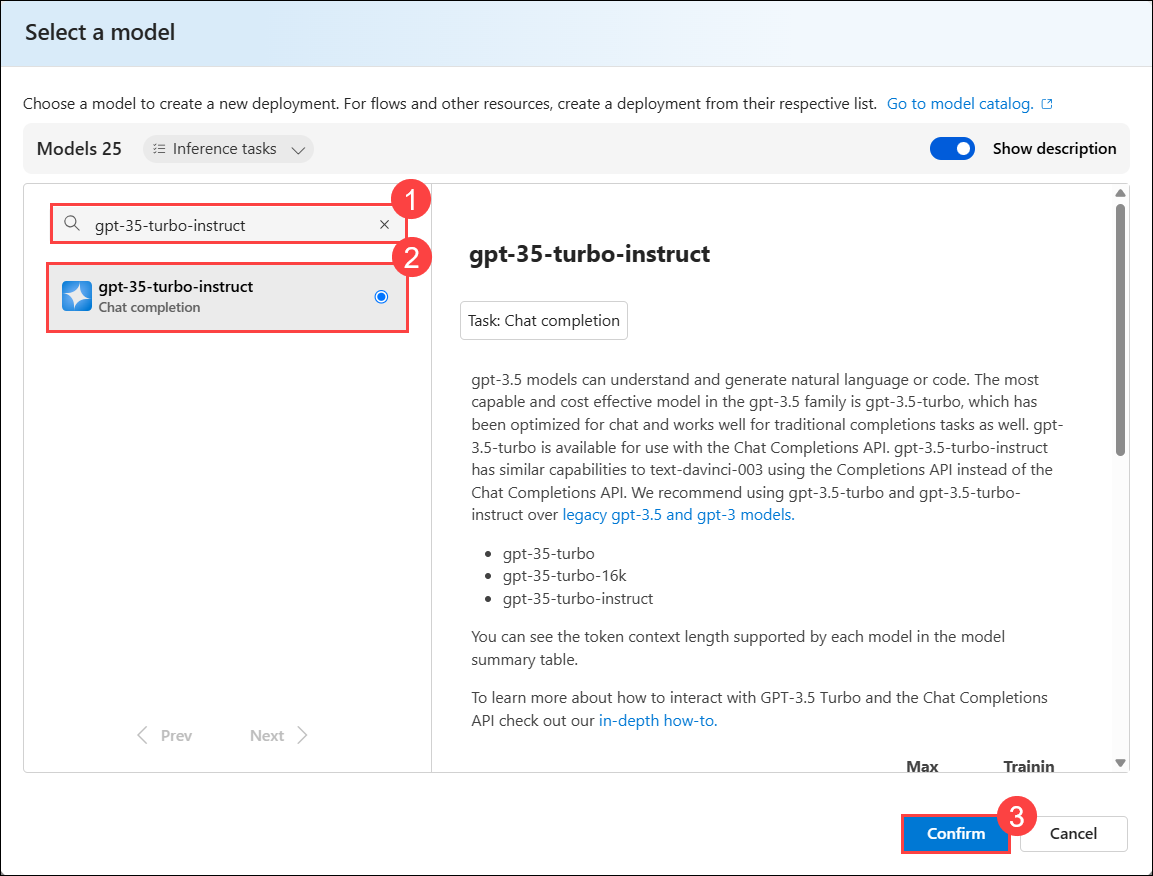 Select a model
Choose a model to create a new deployment. For flows and other resources, create a deployment from their respective list. Go to model catalog.
Models 25 Inference tasks Show description
1
gpt-35-turbo-instruct
2
gpt-35-turbo-instruct
Chat completion
gpt-35-turbo-instruct
Task: Chat completion
gpt-3.5 models can understand and generate natural language or code. The most
capable and cost effective model in the gpt-3.5 family is gpt-3.5-turbo, which has
been optimized for chat and works well for traditional completions tasks as well. gpt-
3.5-turbo is available for use with the Chat Completions API. gpt-3.5-turbo-instruct
has similar capabilities to text-davinci-003 using the Completions API instead of the
Chat Completions API. We recommend using gpt-3.5-turbo and gpt-3.5-turbo-
instruct over legacy gpt-3.5 and gpt-3 models.
• gpt-35-turbo
• gpt-35-turbo-16k
• gpt-35-turbo-instruct
You can see the token context length supported by each model in the model
summary table.
To learn more about how to interact with GPT-3.5 Turbo and the Chat Completions
API check out our in-depth how-to.
Max Trainin
Prev Next
3
Confirm Cancel